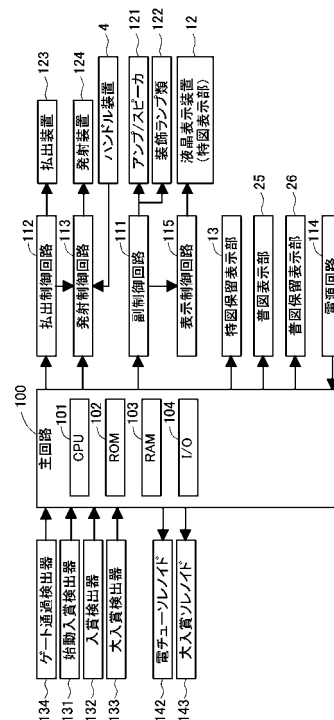 100
主回路
101
CPU
102
ROM
103
RAM
104
I/O
134
ゲート通過検出器
131
始動入賞検出器
132
入賞検出器
133
大入賞検出器
142
電チューソレノイド
143
大入賞ソレノイド
112
払出制御回路
123
払出装置
113
発射制御回路
124
発射装置
4
ハンドル装置
111
副制御回路
121
アンプ/スピーカ
122
装飾ランプ類
115
表示制御回路
12
液晶表示装置
(特図表示部)
13
特図保留表示部
25
普図表示部
26
普図保留表示部
114
電源回路